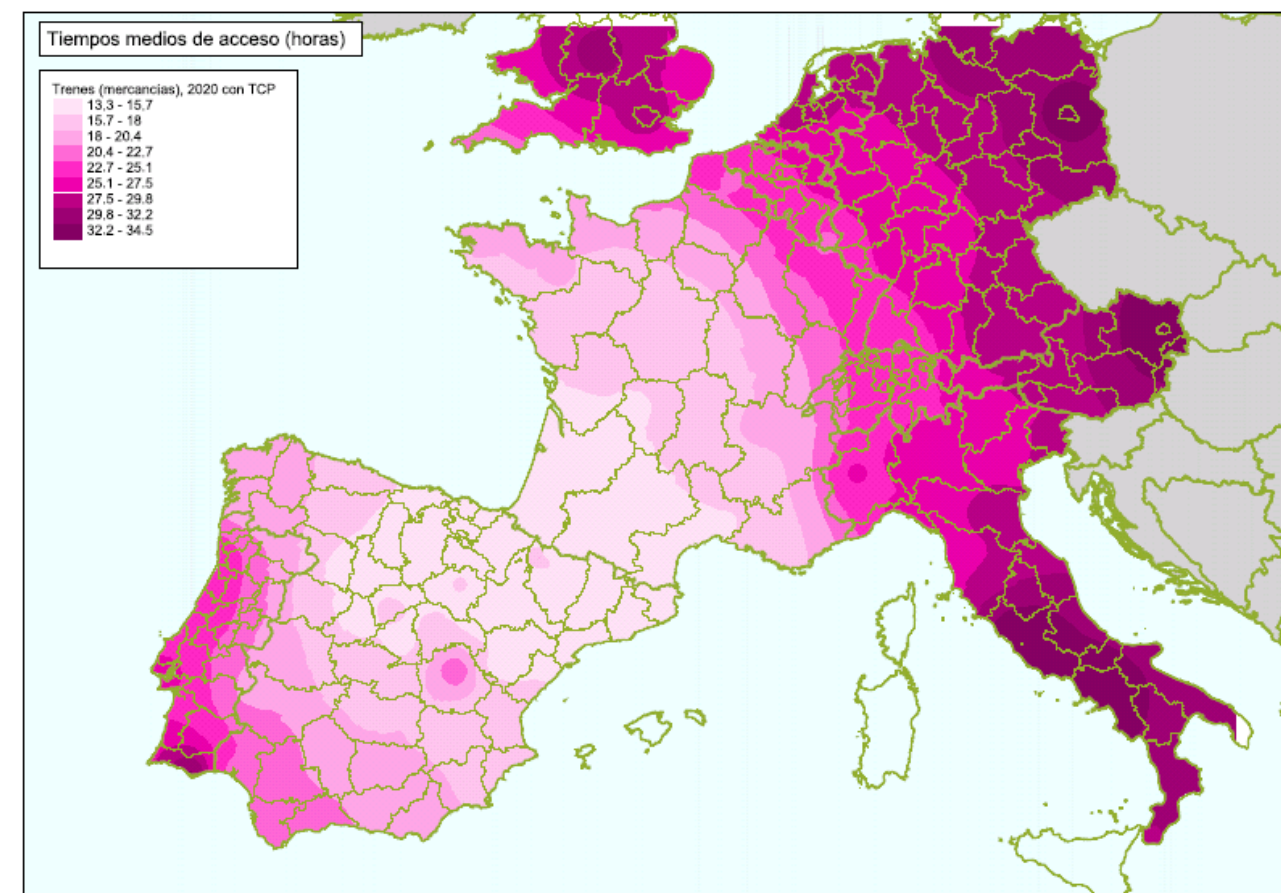 Tiempos medios de acceso (horas)
Trenes (mercancias), 2020 con TCP
13,3 - 15,7
15.7 - 18
18 - 20.4
20.4 - 22.7
22.7 - 25.1
25.1 - 27.5
27.5 - 29.8
29.8 - 32.2
32.2 - 34.5